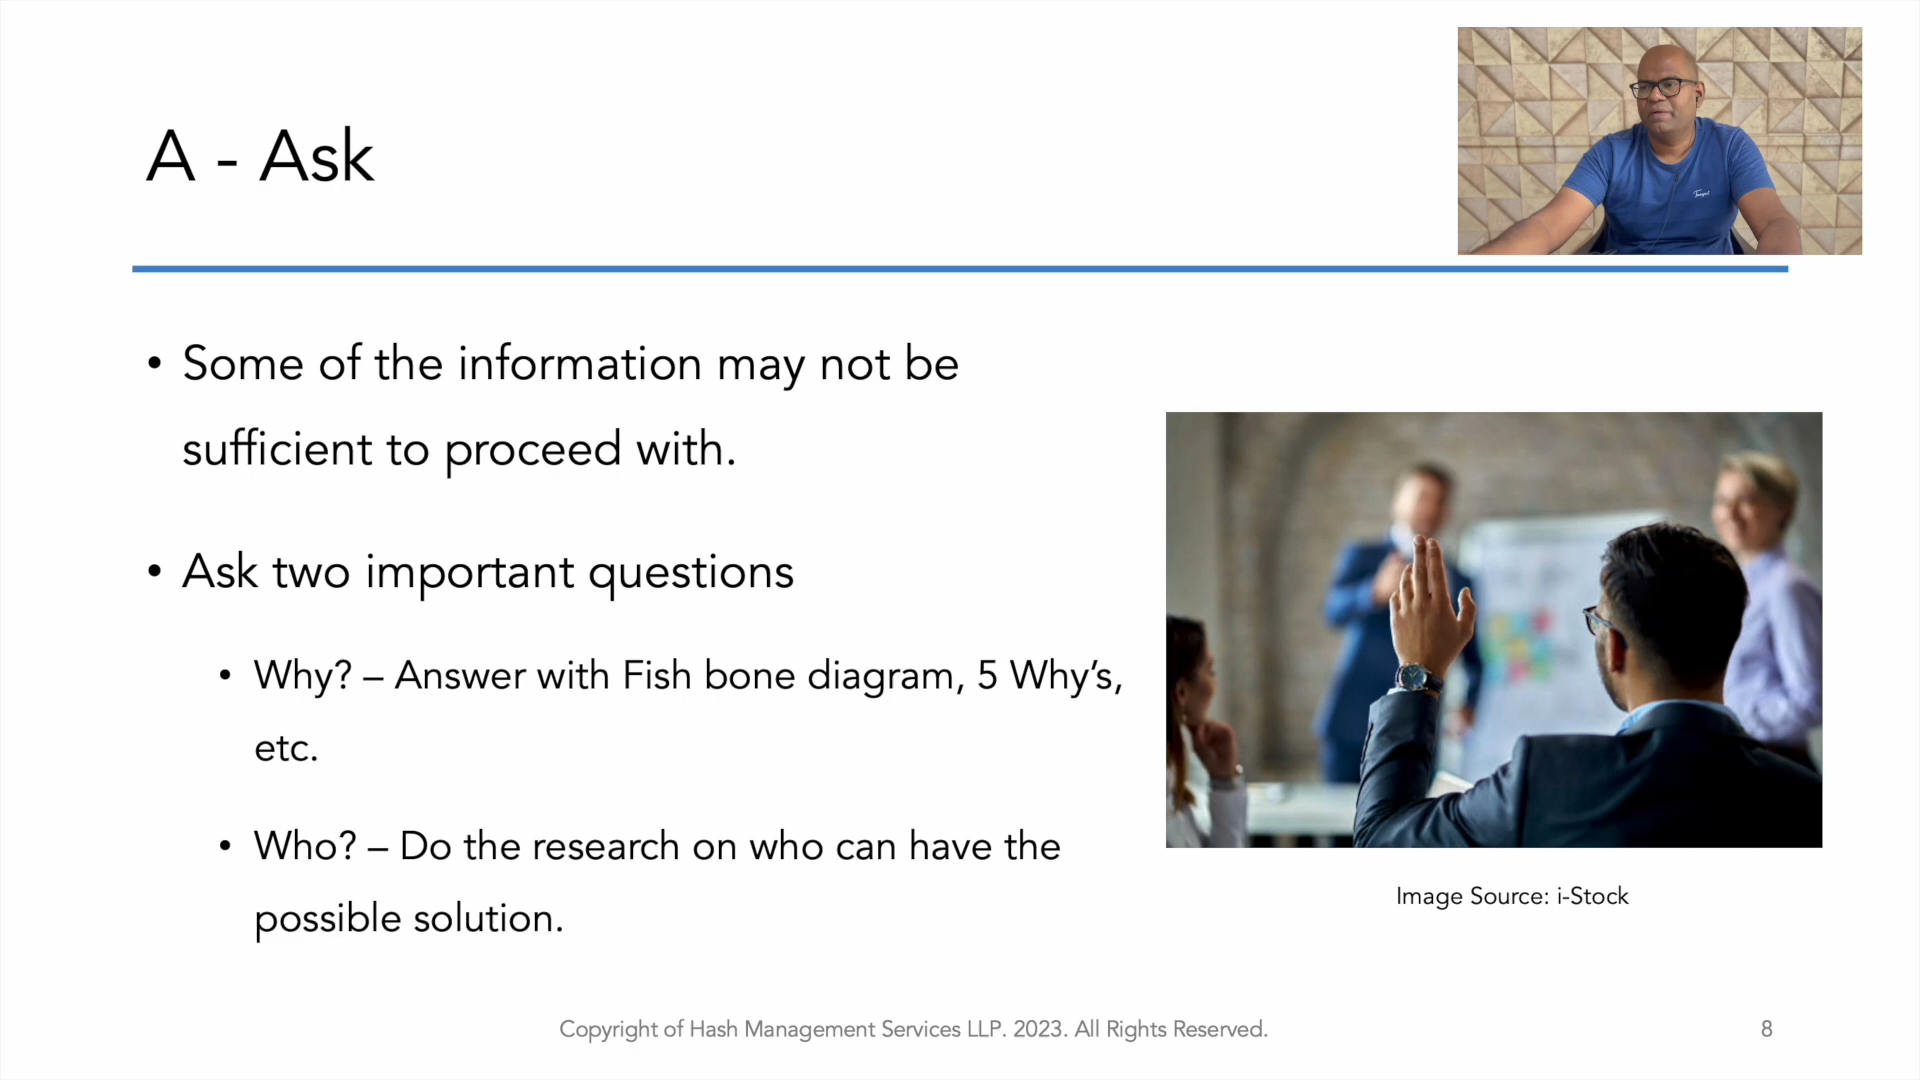 A - Ask
• Some of the information may not be
sufficient to proceed with.
• Ask two important questions
• Why? – Answer with Fish bone diagram, 5 Why’s,
etc.
• Who? – Do the research on who can have the
possible solution.
Image Source: i-Stock
Copyright of Hash Management Services LLP. 2023. All Rights Reserved.
8